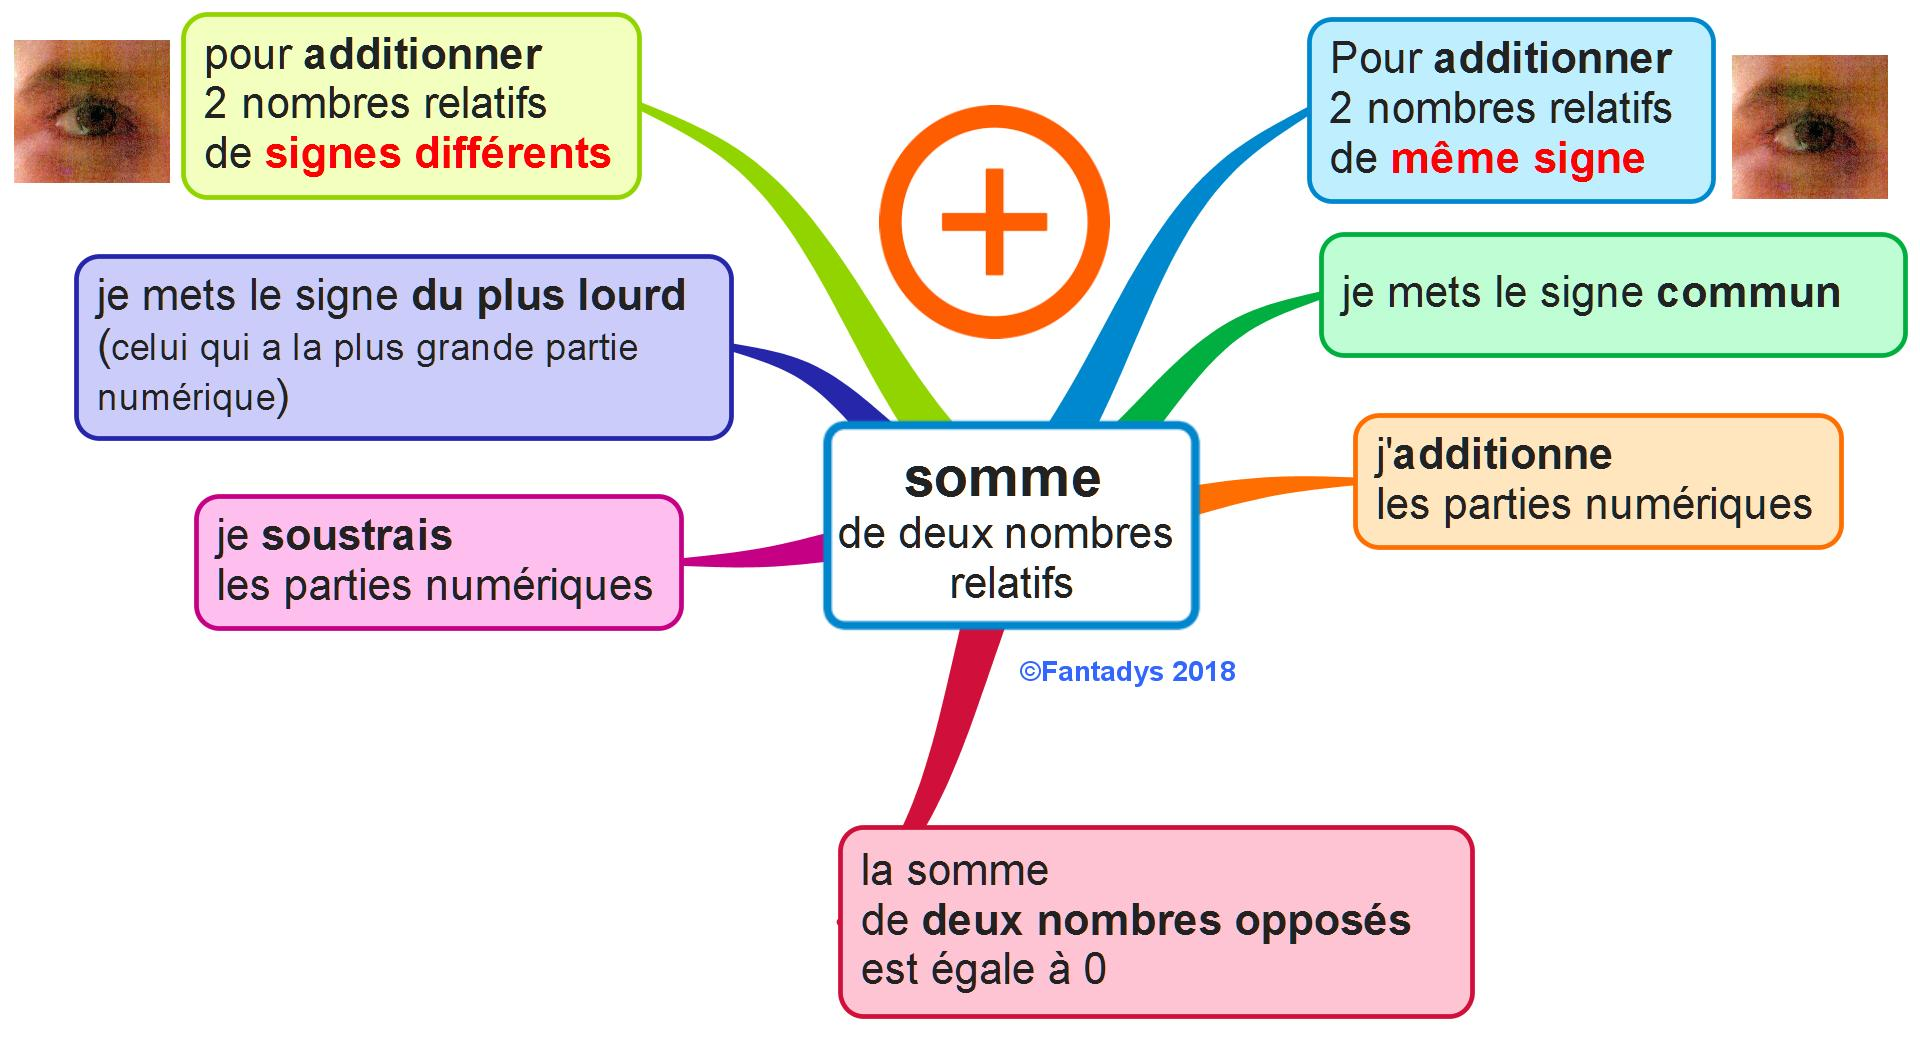 pour additionner
2 nombres relatifs
de signes différents
je mets le signe du plus lourd
(celui qui a la plus grande partie
numérique)
je soustrais
les parties numériques
Pour additionner
2 nombres relatifs
de même signe
je mets le signe commun
j'additionne
les parties numériques
somme
de deux nombres
relatifs
©Fantadys 2018
la somme
de deux nombres opposés
est égale à 0